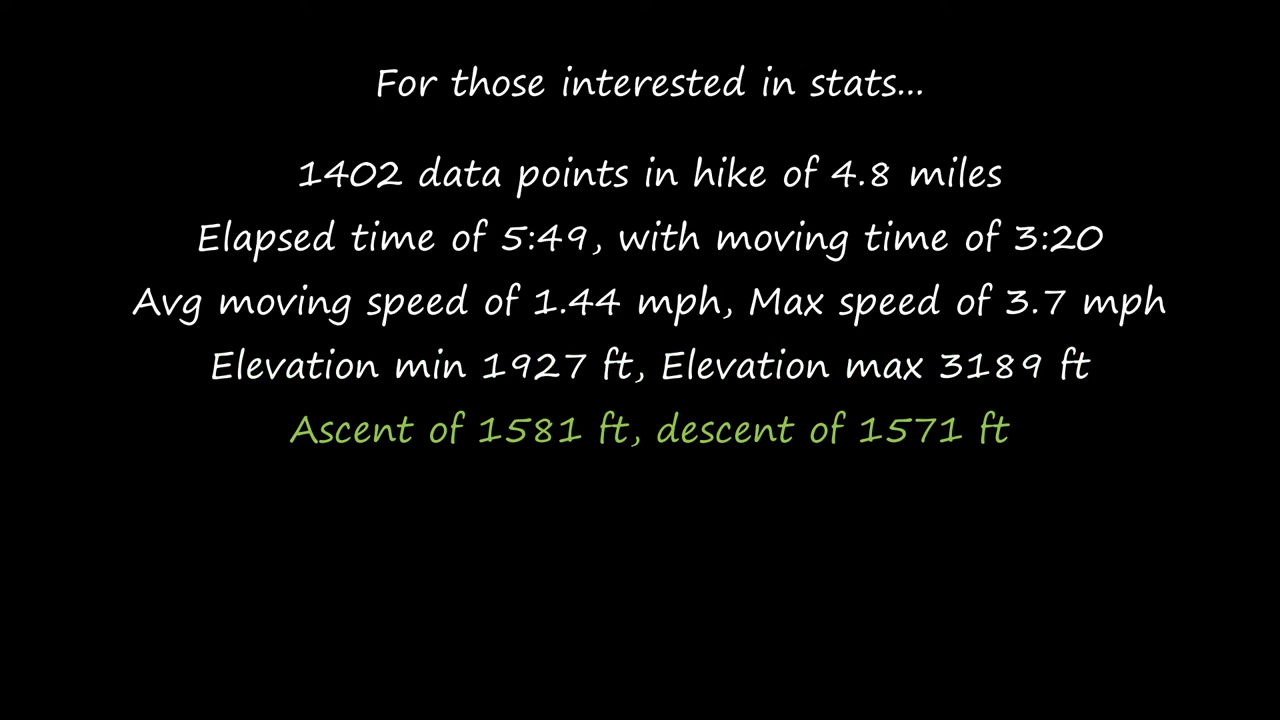 For those interested in stats...
1402 data points in hike of 4.8 miles
Elapsed time of 5:49, with moving time of 3:20
Avg moving speed of 1.44 mph, Max speed of 3.7 mph
Elevation min 1927 ft, Elevation max 3189 ft
Ascent of 1581 ft, descent of 1571 ft